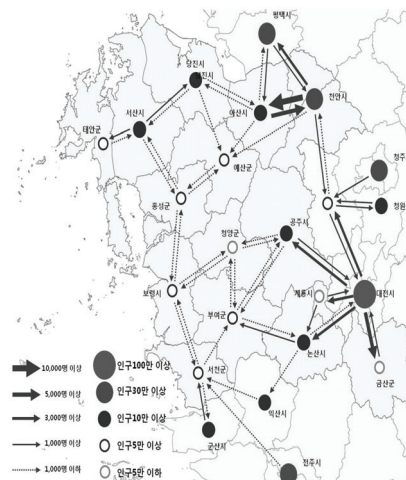 평택시
당진시
진시
천안시
아산시
서산시
태안군
예산군
청주
홍성군
청원
청양군
공주시
보령시
계룡시
대전시
부여군
논산시
서천군
금산군
익산시
군산시
전주시
10,000명 이상
인구100만 이상
5,000명 이상
인구30만 이상
3,000명 이상
인구10만 이상
1,000명 이상
인구5만 이상
1,000명 이하
인구5만 이하